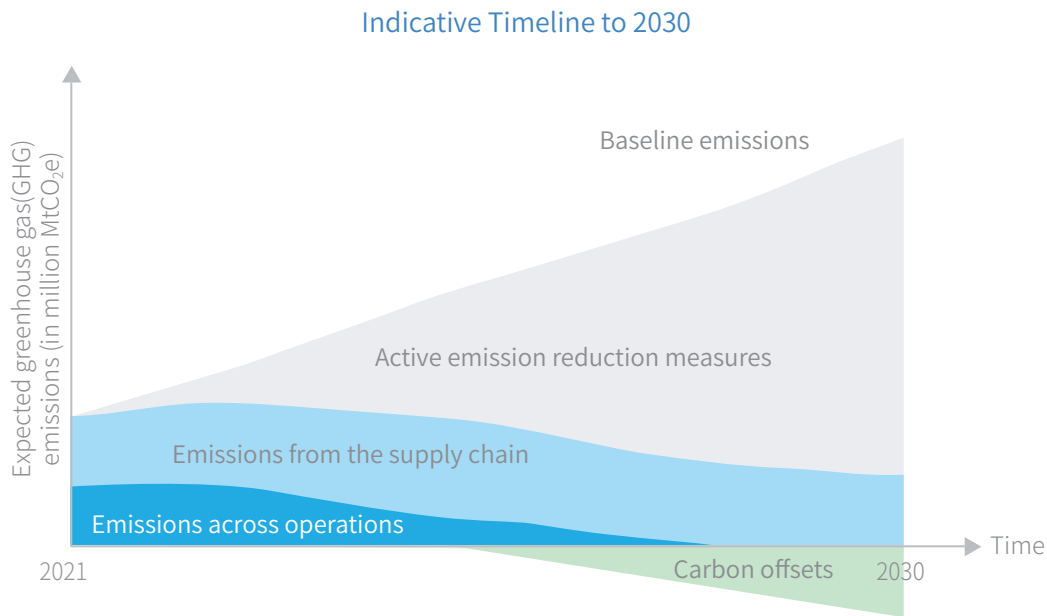 Indicative Timeline to 2030
Expected greenhouse gas(GHG)
emissions (in million MtCO₂e)
Baseline emissions
Active emission reduction measures
Emissions from the supply chain
Emissions across operations
Time
2021
Carbon offsets
2030